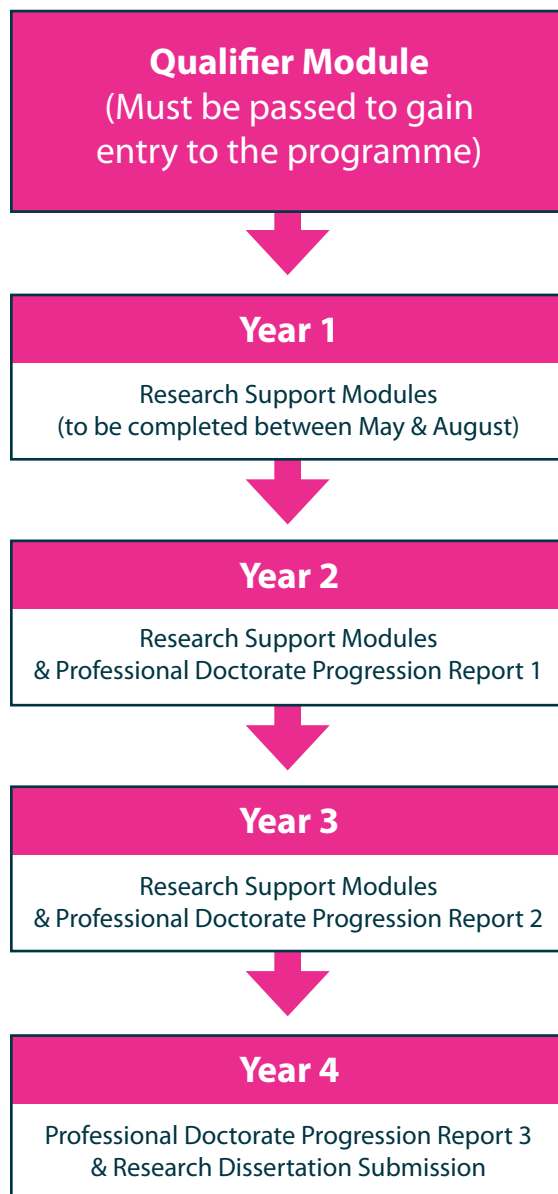 Qualifier Module
(Must be passed to gain
entry to the programme)
Year 1
Research Support Modules
(to be completed between May & August)
Year 2
Research Support Modules
& Professional Doctorate Progression Report 1
Year 3
Research Support Modules
& Professional Doctorate Progression Report 2
Year 4
Professional Doctorate Progression Report 3
& Research Dissertation Submission